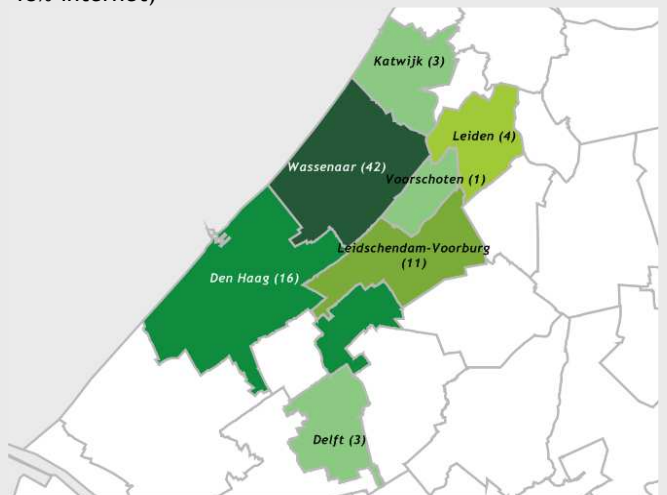 Katwijk (3)
Leiden (4)
Wassenaar (42)
Voorschoten (1)
Leidschendam-Voorburg
(11)
Den Haag (16)
Delft (3)